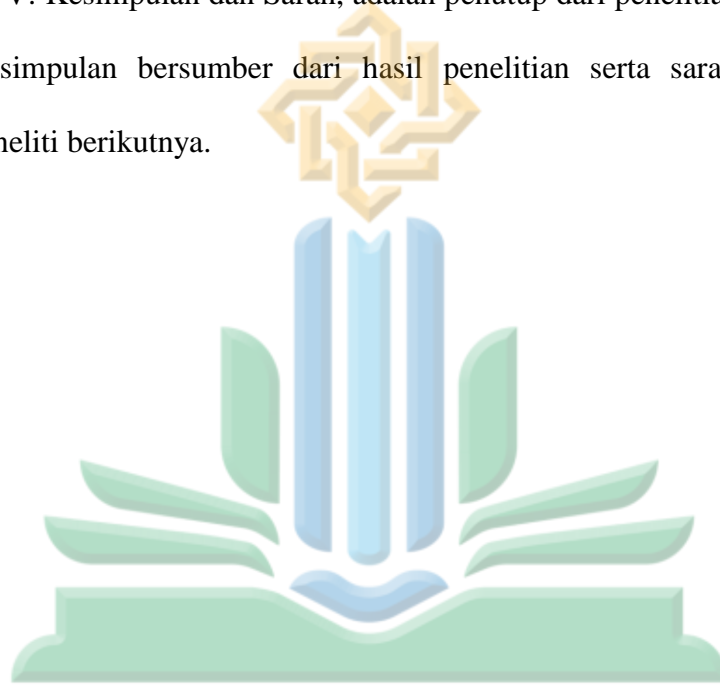 V. Kesimpulan dan Saran, adalah penutup dari penelitia
simpulan bersumber dari hasil penelitian serta sara
neliti berikutnya.